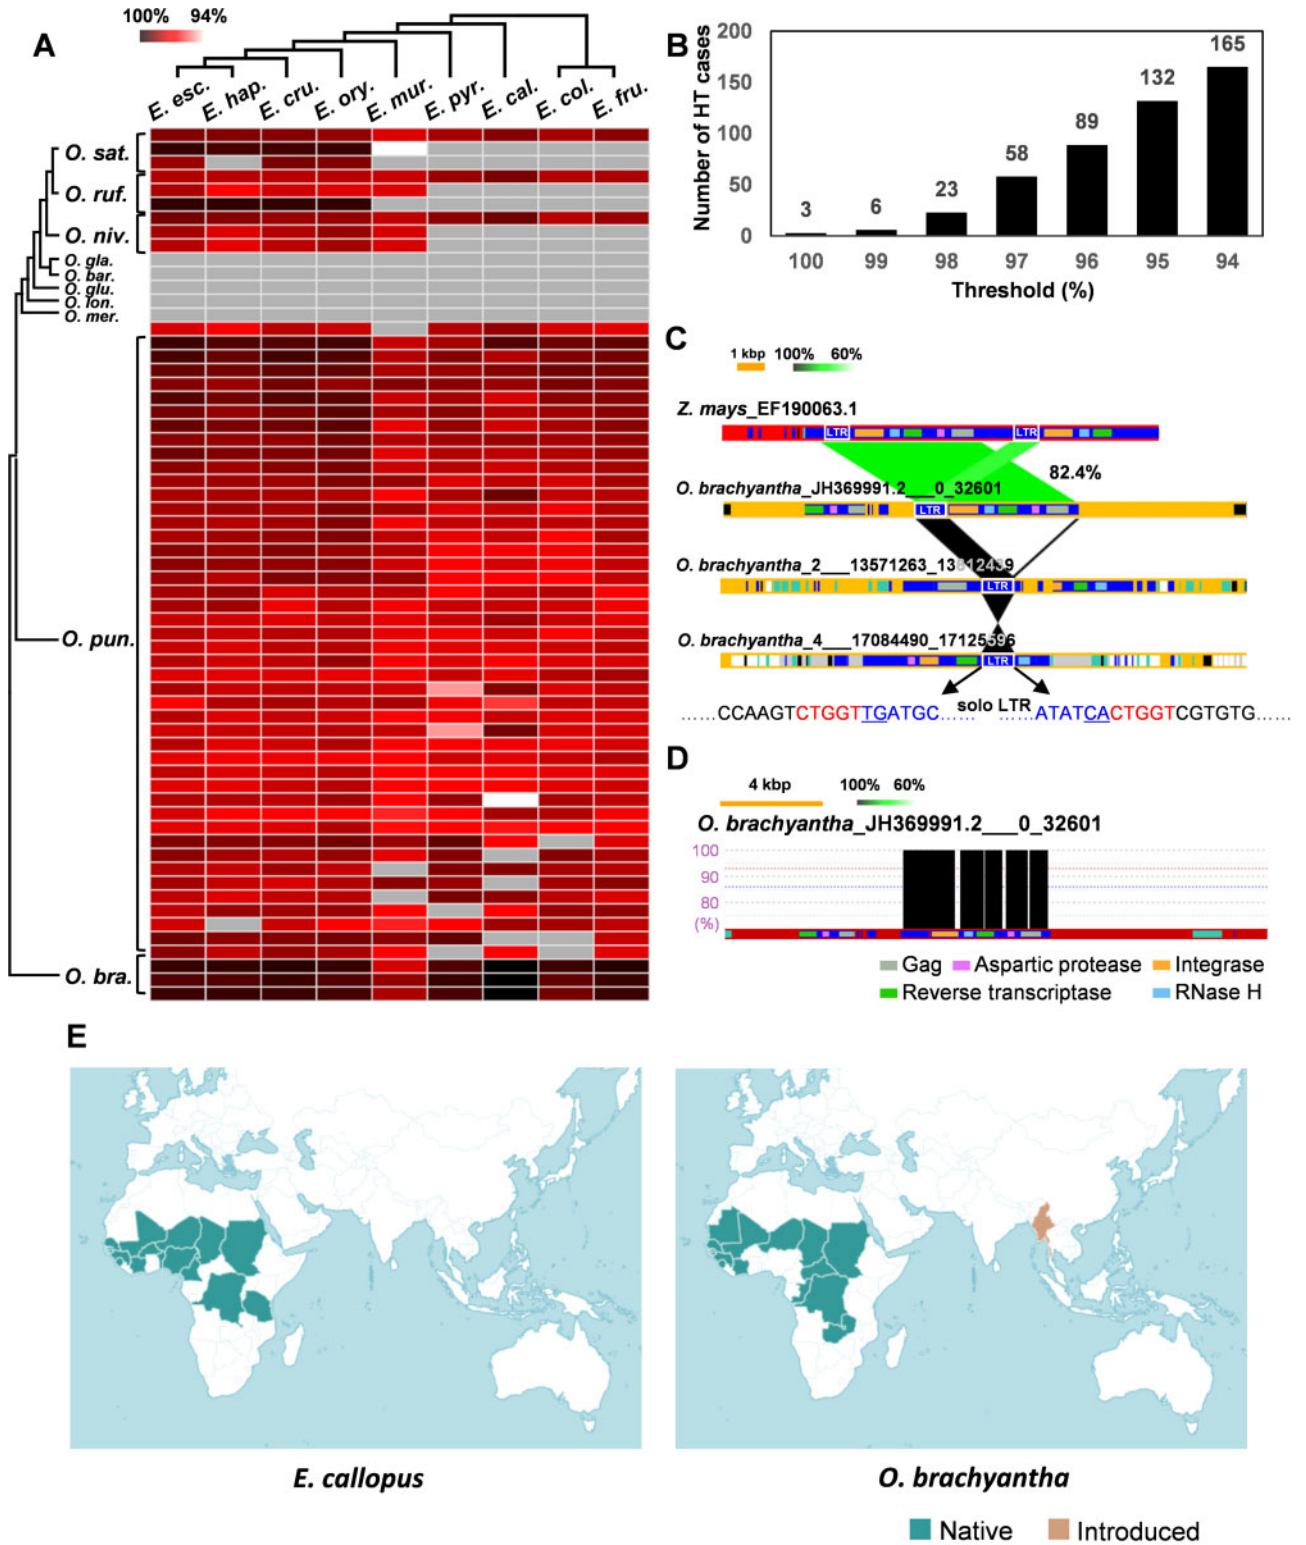 A
100% 94%
E. esc.
E. hap.
E. cru.
E. ory.
E. mur.
E. pyr.
E. cal.
E. col.
E. fru.
O. sat.
O. ruf.
O. niv.
O. gla.
O. bar.
O. glu.
O. lon.
O. mer.
O. pun.
O. bra.
B
Number of HT cases
200
150
100
50
0
3
6
23
58
89
132
165
100 99 98 97 96 95 94
Threshold (%)
C
1 kbp 100% 60%
Z. mays_EF190063.1
LTR LTR
82.4%
O. brachyantha_JH369991.2___0_32601
LTR
O. brachyantha_2___13571263_13612439
LTR
O. brachyantha_4___17084490_17125596
LTR
solo LTR
......CCAAGTCTGGTTGATGC...... ......ATATCACTGGTCGTGTG......
D
4 kbp 100% 60%
O. brachyantha_JH369991.2___0_32601
100
90
80
(%)
Gag Aspartic protease Integrase
Reverse transcriptase RNase H
E
E. callopus O. brachyantha
Native Introduced